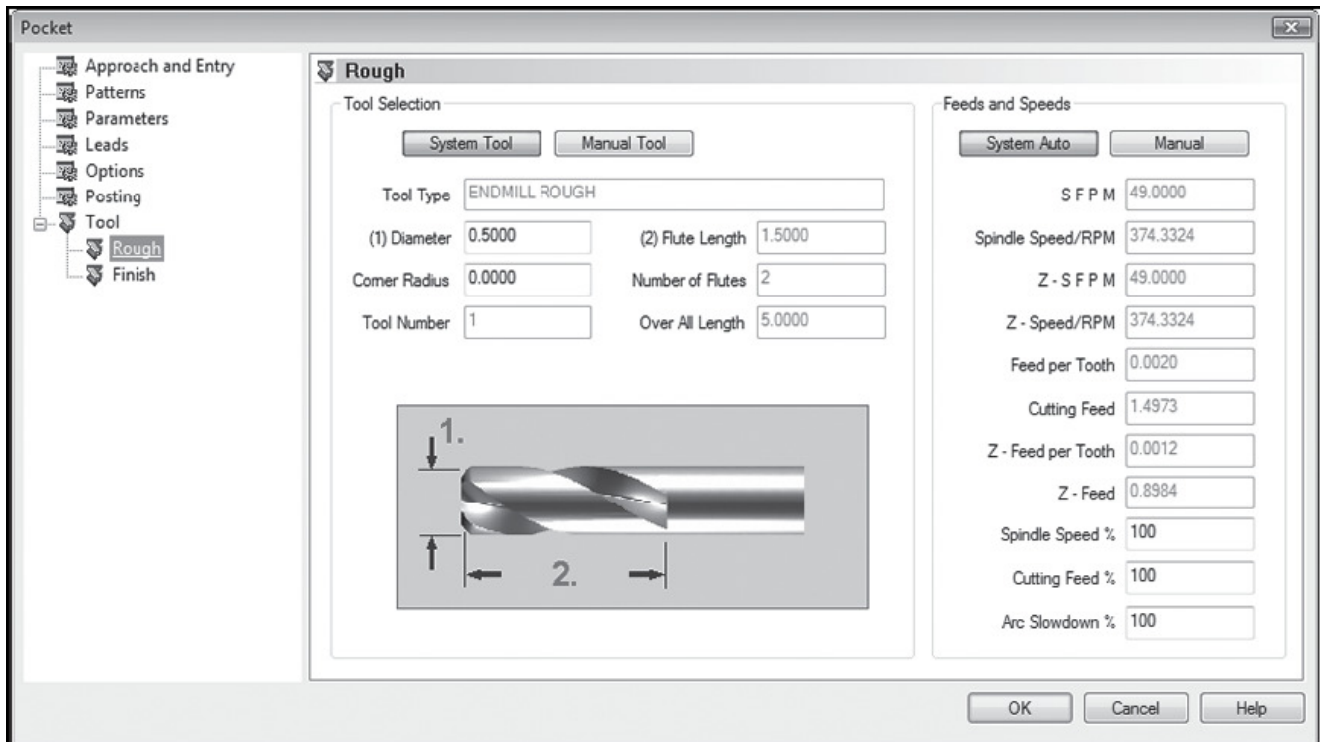 Pocket
Approach and Entry
Patterns
Parameters
Leads
Options
Posting
Tool
Rough
Finish
Rough
Tool Selection
System Tool Manual Tool
Tool Type ENDMILL ROUGH
(1) Diameter 0.5000 (2) Flute Length 1.5000
Corner Radius 0.0000 Number of Flutes 2
Tool Number 1 Over All Length 5.0000
1.
2.
Feeds and Speeds
System Auto Manual
S F P M 49.0000
Spindle Speed/RPM 374.3324
Z - S F P M 49.0000
Z - Speed/RPM 374.3324
Feed per Tooth 0.0020
Cutting Feed 1.4973
Z - Feed per Tooth 0.0012
Z - Feed 0.8984
Spindle Speed % 100
Cutting Feed % 100
Arc Slowdown % 100
OK Cancel Help